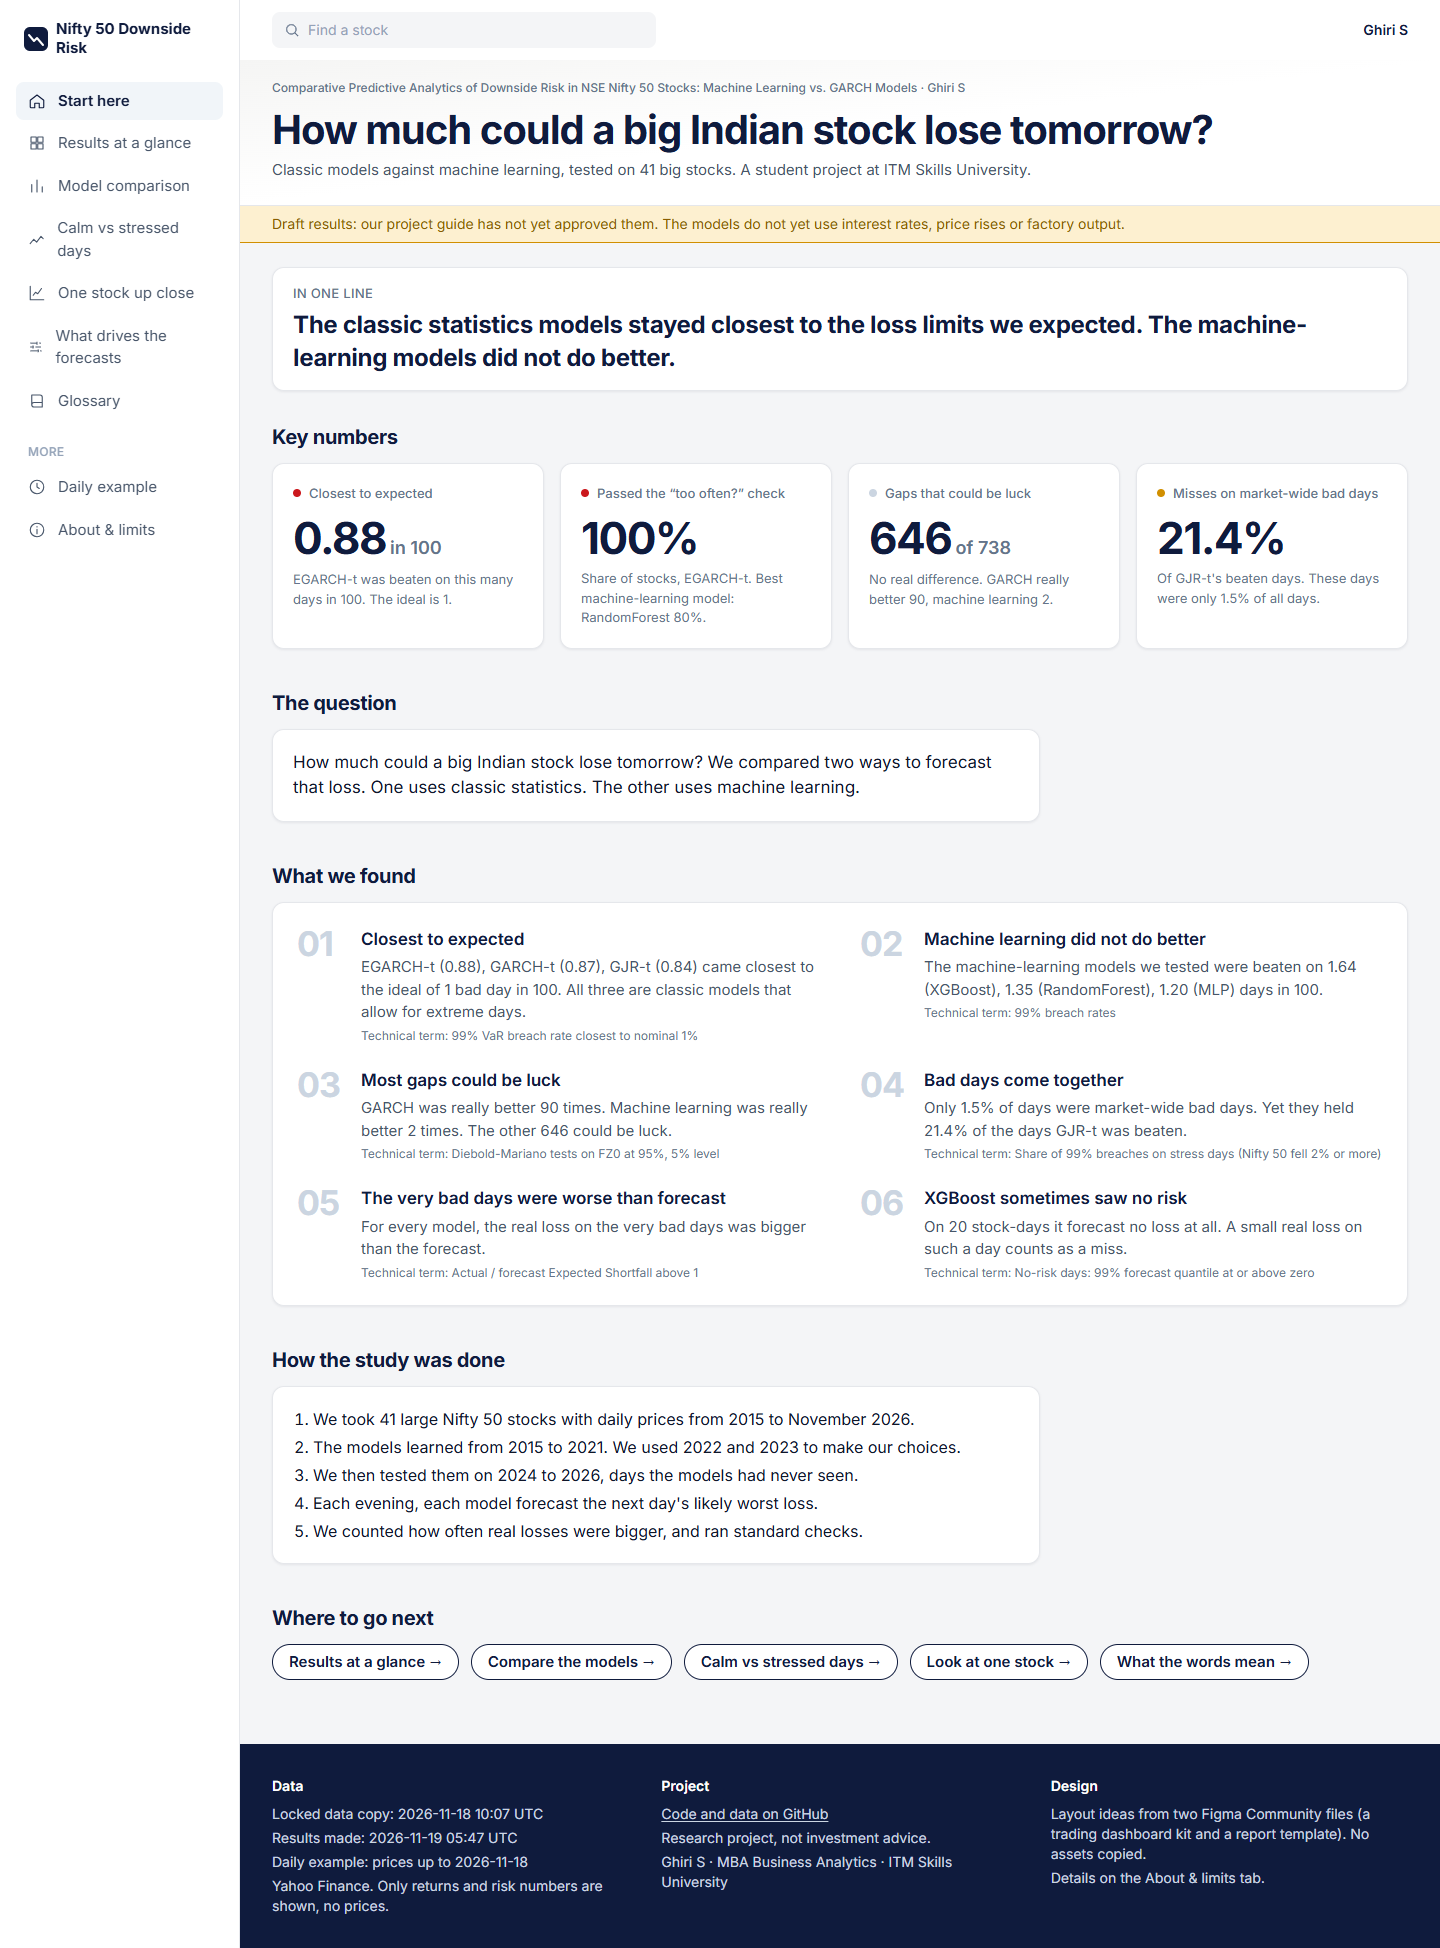 Nifty 50 Downside
Risk
Start here
Results at a glance
Model comparison
Calm vs stressed
days
One stock up close
What drives the
forecasts
Glossary
MORE
Daily example
About & limits
Find a stock
Ghiri S
Comparative Predictive Analytics of Downside Risk in NSE Nifty 50 Stocks: Machine Learning vs. GARCH Models · Ghiri S
How much could a big Indian stock lose tomorrow?
Classic models against machine learning, tested on 41 big stocks. A student project at ITM Skills University.
Draft results: our project guide has not yet approved them. The models do not yet use interest rates, price rises or factory output.
IN ONE LINE
The classic statistics models stayed closest to the loss limits we expected. The machine-
learning models did not do better.
Key numbers
Closest to expected
0.88 in 100
EGARCH-t was beaten on this many
days in 100. The ideal is 1.
Passed the “too often?” check
100%
Share of stocks, EGARCH-t. Best
machine-learning model:
RandomForest 80%.
Gaps that could be luck
646 of 738
No real difference. GARCH really
better 90, machine learning 2.
Misses on market-wide bad days
21.4%
Of GJR-t's beaten days. These days
were only 1.5% of all days.
The question
How much could a big Indian stock lose tomorrow? We compared two ways to forecast
that loss. One uses classic statistics. The other uses machine learning.
What we found
01
Closest to expected
EGARCH-t (0.88), GARCH-t (0.87), GJR-t (0.84) came closest to
the ideal of 1 bad day in 100. All three are classic models that
allow for extreme days.
Technical term: 99% VaR breach rate closest to nominal 1%
02
Machine learning did not do better
The machine-learning models we tested were beaten on 1.64
(XGBoost), 1.35 (RandomForest), 1.20 (MLP) days in 100.
Technical term: 99% breach rates
03
Most gaps could be luck
GARCH was really better 90 times. Machine learning was really
better 2 times. The other 646 could be luck.
Technical term: Diebold-Mariano tests on FZ0 at 95%, 5% level
04
Bad days come together
Only 1.5% of days were market-wide bad days. Yet they held
21.4% of the days GJR-t was beaten.
Technical term: Share of 99% breaches on stress days (Nifty 50 fell 2% or more)
05
The very bad days were worse than forecast
For every model, the real loss on the very bad days was bigger
than the forecast.
Technical term: Actual / forecast Expected Shortfall above 1
06
XGBoost sometimes saw no risk
On 20 stock-days it forecast no loss at all. A small real loss on
such a day counts as a miss.
Technical term: No-risk days: 99% forecast quantile at or above zero
How the study was done
1. We took 41 large Nifty 50 stocks with daily prices from 2015 to November 2026.
2. The models learned from 2015 to 2021. We used 2022 and 2023 to make our choices.
3. We then tested them on 2024 to 2026, days the models had never seen.
4. Each evening, each model forecast the next day's likely worst loss.
5. We counted how often real losses were bigger, and ran standard checks.
Where to go next
Results at a glance →
Compare the models →
Calm vs stressed days →
Look at one stock →
What the words mean →
Data
Locked data copy: 2026-11-18 10:07 UTC
Results made: 2026-11-19 05:47 UTC
Daily example: prices up to 2026-11-18
Yahoo Finance. Only returns and risk numbers are
shown, no prices.
Project
Code and data on GitHub
Research project, not investment advice.
Ghiri S · MBA Business Analytics · ITM Skills
University
Design
Layout ideas from two Figma Community files (a
trading dashboard kit and a report template). No
assets copied.
Details on the About & limits tab.